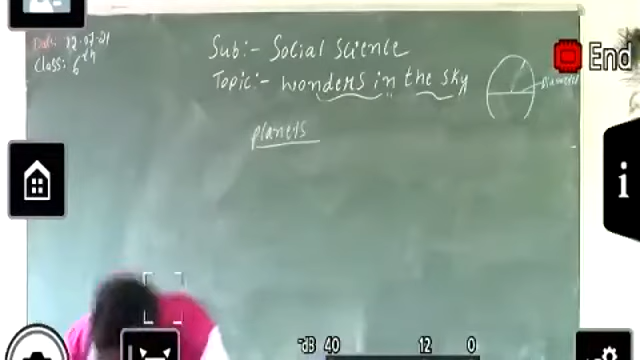 Date: 12-07-21
Class: 6th
Sub:- Social Science
Topic:- wonders in the sky
Diameter
planets
End
i
-dB 40 12 0